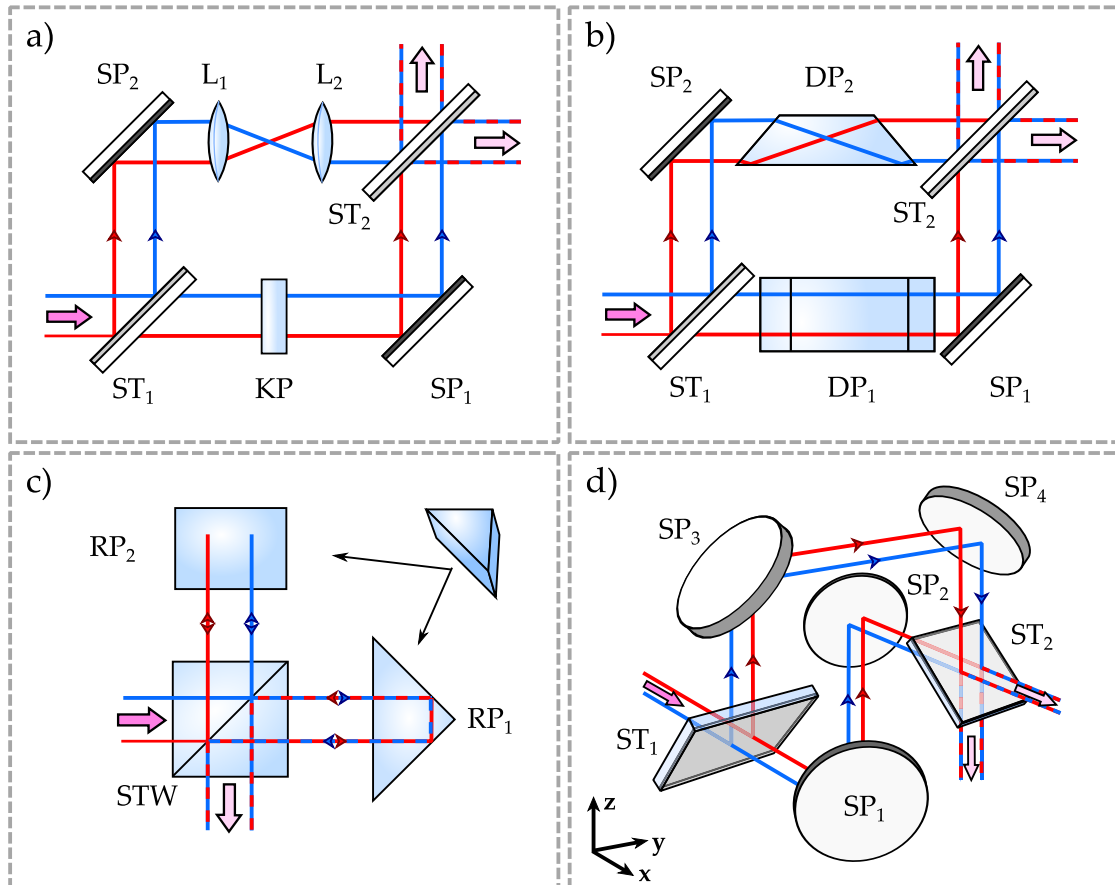 a)
SP₂
L₁
L₂
ST₂
ST₁
KP
SP₁
b)
SP₂
DP₂
ST₂
ST₁
DP₁
SP₁
c)
RP₂
RP₁
STW
d)
SP₄
SP₃
SP₂
ST₂
ST₁
SP₁
z
y
x